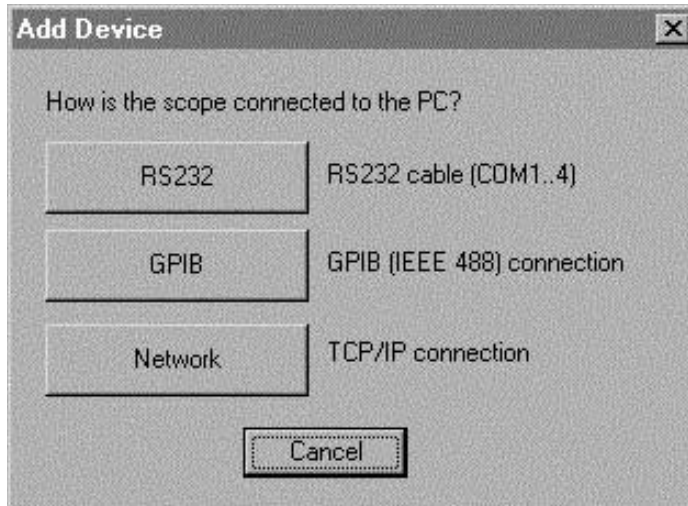 Add Device
How is the scope connected to the PC?
RS232 RS232 cable (COM1..4)
GPIB GPIB (IEEE 488) connection
Network TCP/IP connection
Cancel